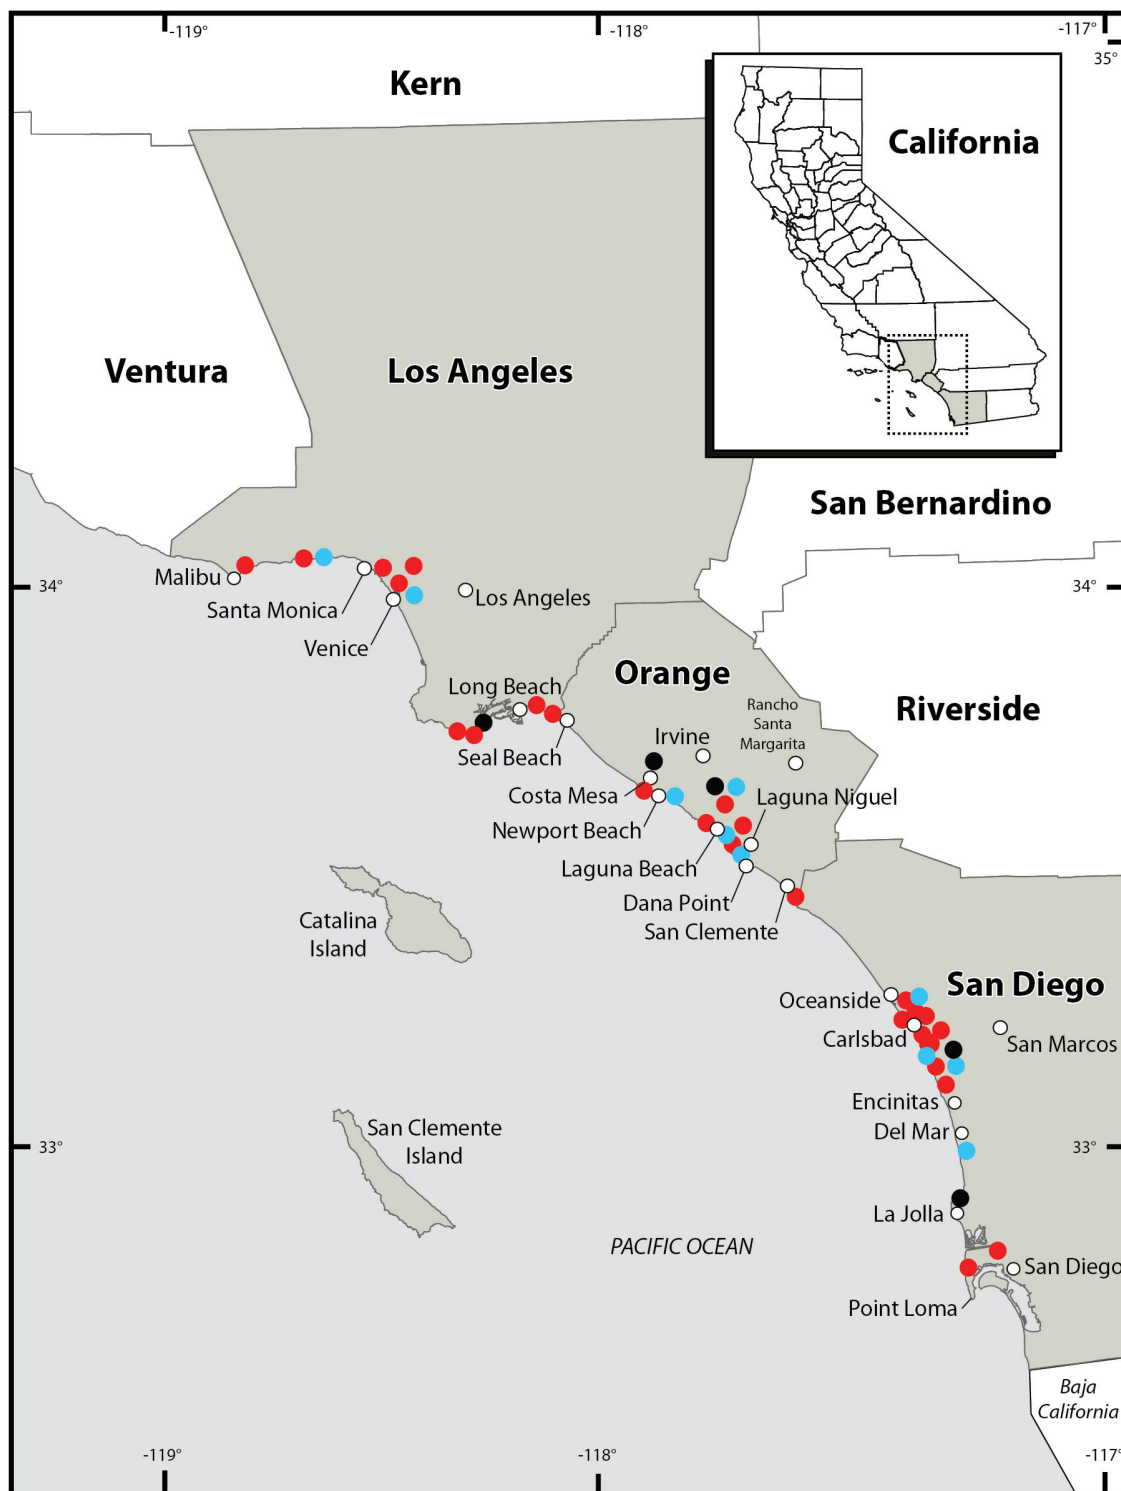 -119°
-118°
-117°
35°
Kern
California
Ventura
Los Angeles
San Bernardino
Malibu
34°
34°
Santa Monica
Los Angeles
Venice
Orange
Long Beach
Rancho
Santa
Margarita
Riverside
Irvine
Seal Beach
Costa Mesa
Laguna Niguel
Newport Beach
Laguna Beach
Dana Point
San Clemente
Catalina
Island
San Diego
Oceanside
Carlsbad
San Marcos
Encinitas
Del Mar
San Clemente
Island
33°
33°
La Jolla
PACIFIC OCEAN
San Diego
Point Loma
Baja
California
-119°
-118°
-117°